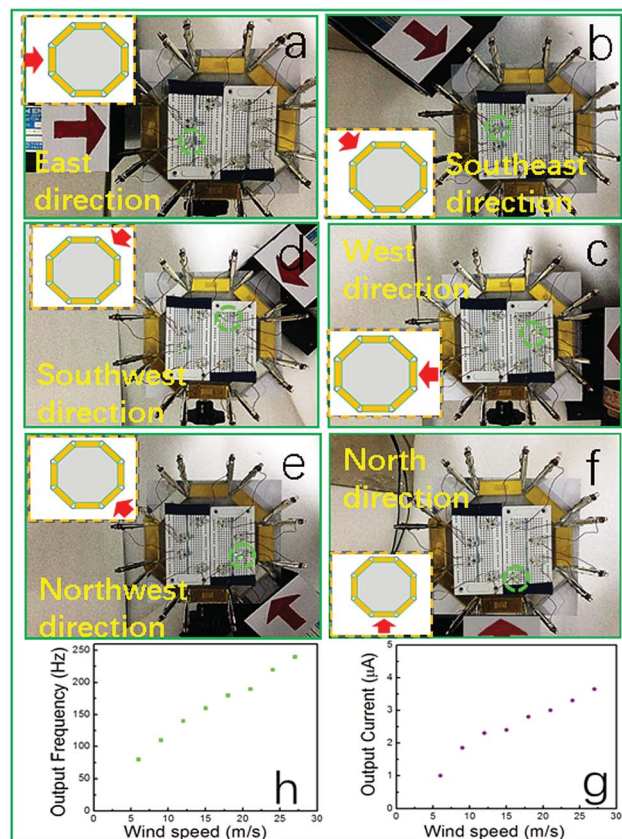 a
East
direction
b
Southeast
direction
d
Southwest
direction
West
direction
c
e
Northwest
direction
North
direction
f
Output Frequency (Hz)
250
200
150
100
50
0
0 5 10 15 20 25 30
Wind speed (m/s)
h
Output Current (μA)
5
4
3
2
1
0
0 5 10 15 20 25 30
Wind speed (m/s)
g